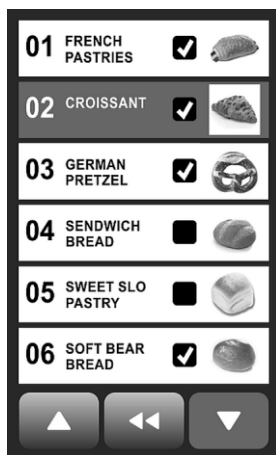 01 FRENCH
PASTRIES
02 CROISSANT
03 GERMAN
PRETZEL
04 SENDWICH
BREAD
05 SWEET SLO
PASTRY
06 SOFT BEAR
BREAD